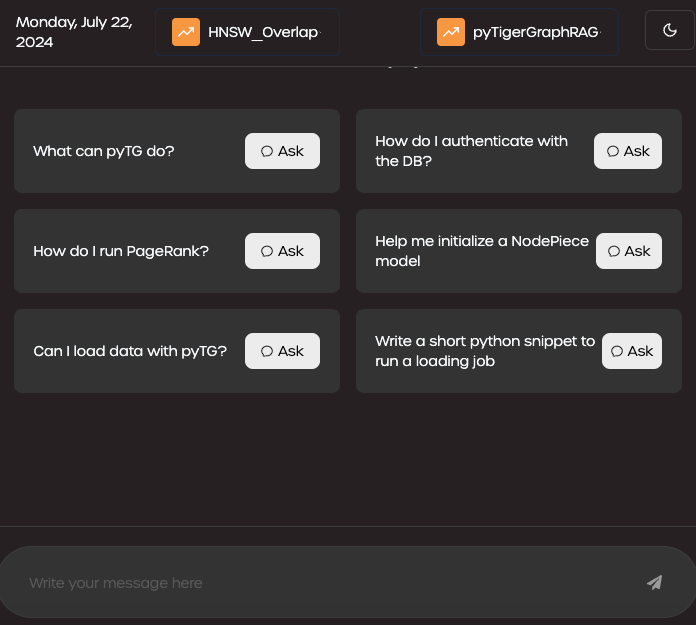 Monday, July 22,
2024
HNSW_Overlap
pyTigerGraphRAG
What can pyTG do?
Ask
How do I authenticate with
the DB?
Ask
How do I run PageRank?
Ask
Help me initialize a NodePiece
model
Ask
Can I load data with pyTG?
Ask
Write a short python snippet to
run a loading job
Ask
Write your message here